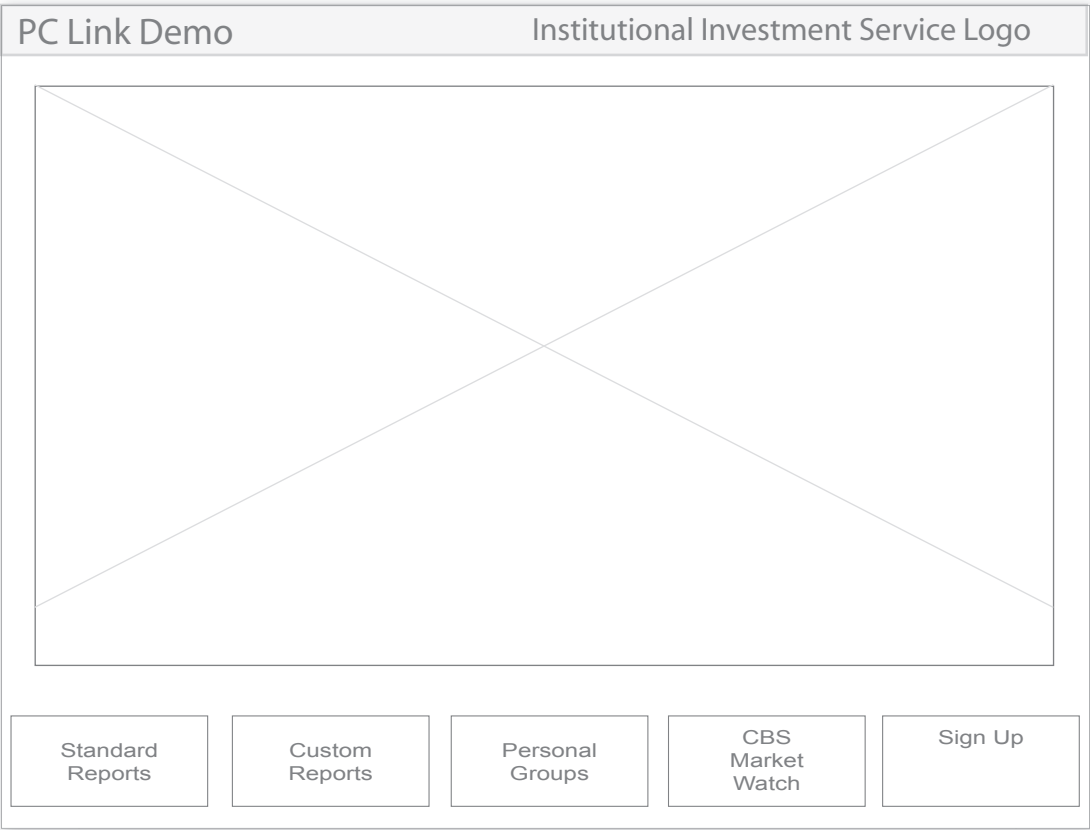 PC Link Demo
Institutional Investment Service Logo
Standard
Reports
Custom
Reports
Personal
Groups
CBS
Market
Watch
Sign Up